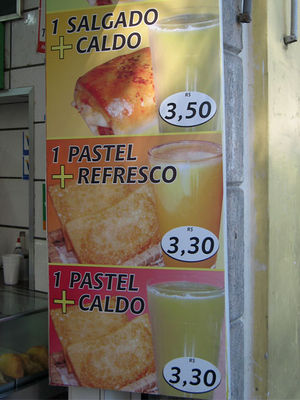 1 SALGADO
+ CALDO
R$
3,50
1 PASTEL
+ REFRESCO
R$
3,30
1 PASTEL
+ CALDO
R$
3,30